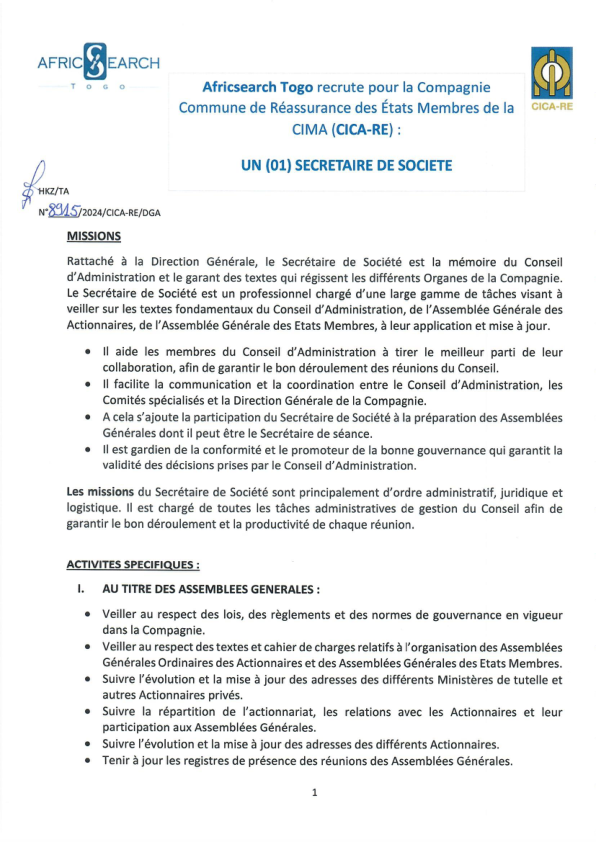 AFRICSEARCH
TOGO
CICA-RE
Africsearch Togo recrute pour la Compagnie
Commune de Réassurance des États Membres de la
CIMA (CICA-RE) :
UN (01) SECRETAIRE DE SOCIETE
HKZ/TA
N°8915/2024/CICA-RE/DGA
MISSIONS
Rattaché à la Direction Générale, le Secrétaire de Société est la mémoire du Conseil
d’Administration et le garant des textes qui régissent les différents Organes de la Compagnie.
Le Secrétaire de Société est un professionnel chargé d’une large gamme de tâches visant à
veiller sur les textes fondamentaux du Conseil d’Administration, de l’Assemblée Générale des
Actionnaires, de l’Assemblée Générale des Etats Membres, à leur application et mise à jour.
• Il aide les membres du Conseil d’Administration à tirer le meilleur parti de leur
collaboration, afin de garantir le bon déroulement des réunions du Conseil.
• Il facilite la communication et la coordination entre le Conseil d’Administration, les
Comités spécialisés et la Direction Générale de la Compagnie.
• A cela s’ajoute la participation du Secrétaire de Société à la préparation des Assemblées
Générales dont il peut être le Secrétaire de séance.
• Il est gardien de la conformité et le promoteur de la bonne gouvernance qui garantit la
validité des décisions prises par le Conseil d’Administration.
Les missions du Secrétaire de Société sont principalement d’ordre administratif, juridique et
logistique. Il est chargé de toutes les tâches administratives de gestion du Conseil afin de
garantir le bon déroulement et la productivité de chaque réunion.
ACTIVITES SPECIFIQUES :
I. AU TITRE DES ASSEMBLEES GENERALES :
• Veiller au respect des lois, des règlements et des normes de gouvernance en vigueur
dans la Compagnie.
• Veiller au respect des textes et cahier de charges relatifs à l’organisation des Assemblées
Générales Ordinaires des Actionnaires et des Assemblées Générales des Etats Membres.
• Suivre l’évolution et la mise à jour des adresses des différents Ministères de tutelle et
autres Actionnaires privés.
• Suivre la répartition de l’actionnariat, les relations avec les Actionnaires et leur
participation aux Assemblées Générales.
• Suivre l’évolution et la mise à jour des adresses des différents Actionnaires.
• Tenir à jour les registres de présence des réunions des Assemblées Générales.
1